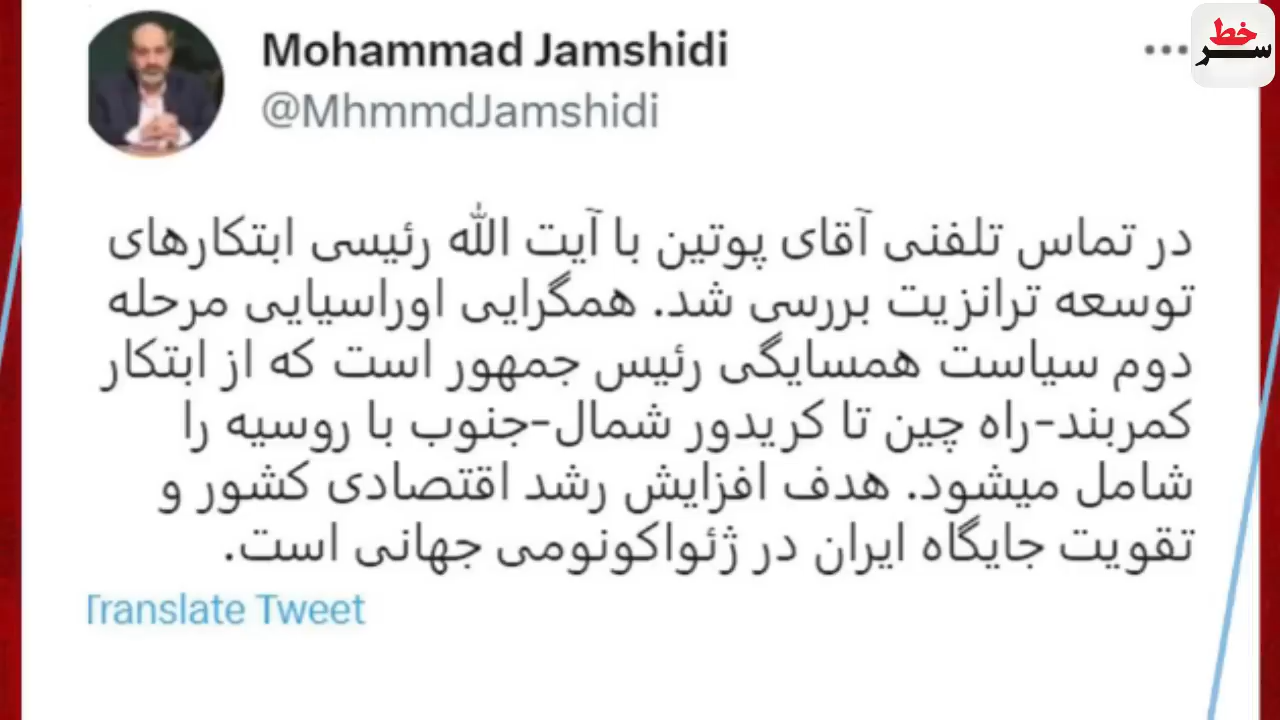 Mohammad Jamshidi
@MhmmdJamshidi
خط
سر
در تماس تلفنی آقای پوتین با آیت الله رئیسی ابتکارهای
توسعه ترانزیت بررسی شد. همگرایی اوراسیایی مرحله
دوم سیاست همسایگی رئیس جمهور است که از ابتکار
کمربند-راه چین تا کریدور شمال-جنوب با روسیه را
شامل میشود. هدف افزایش رشد اقتصادی کشور و
تقویت جایگاه ایران در ژئواکونومی جهانی است.
Translate Tweet